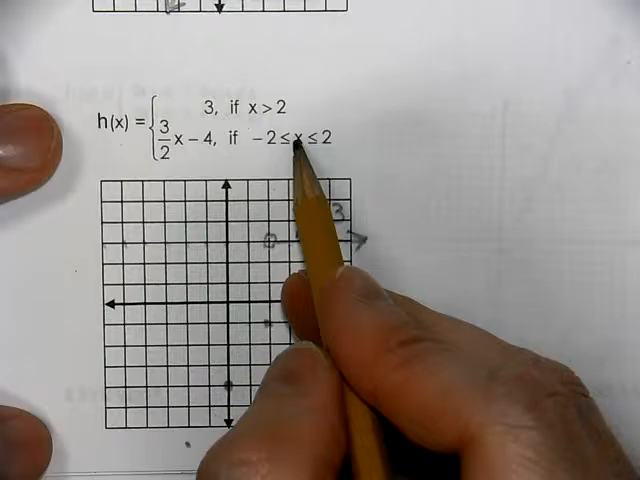 h(x) = { 3, if x > 2
3/2 x − 4, if −2 ≤ x ≤ 2
3